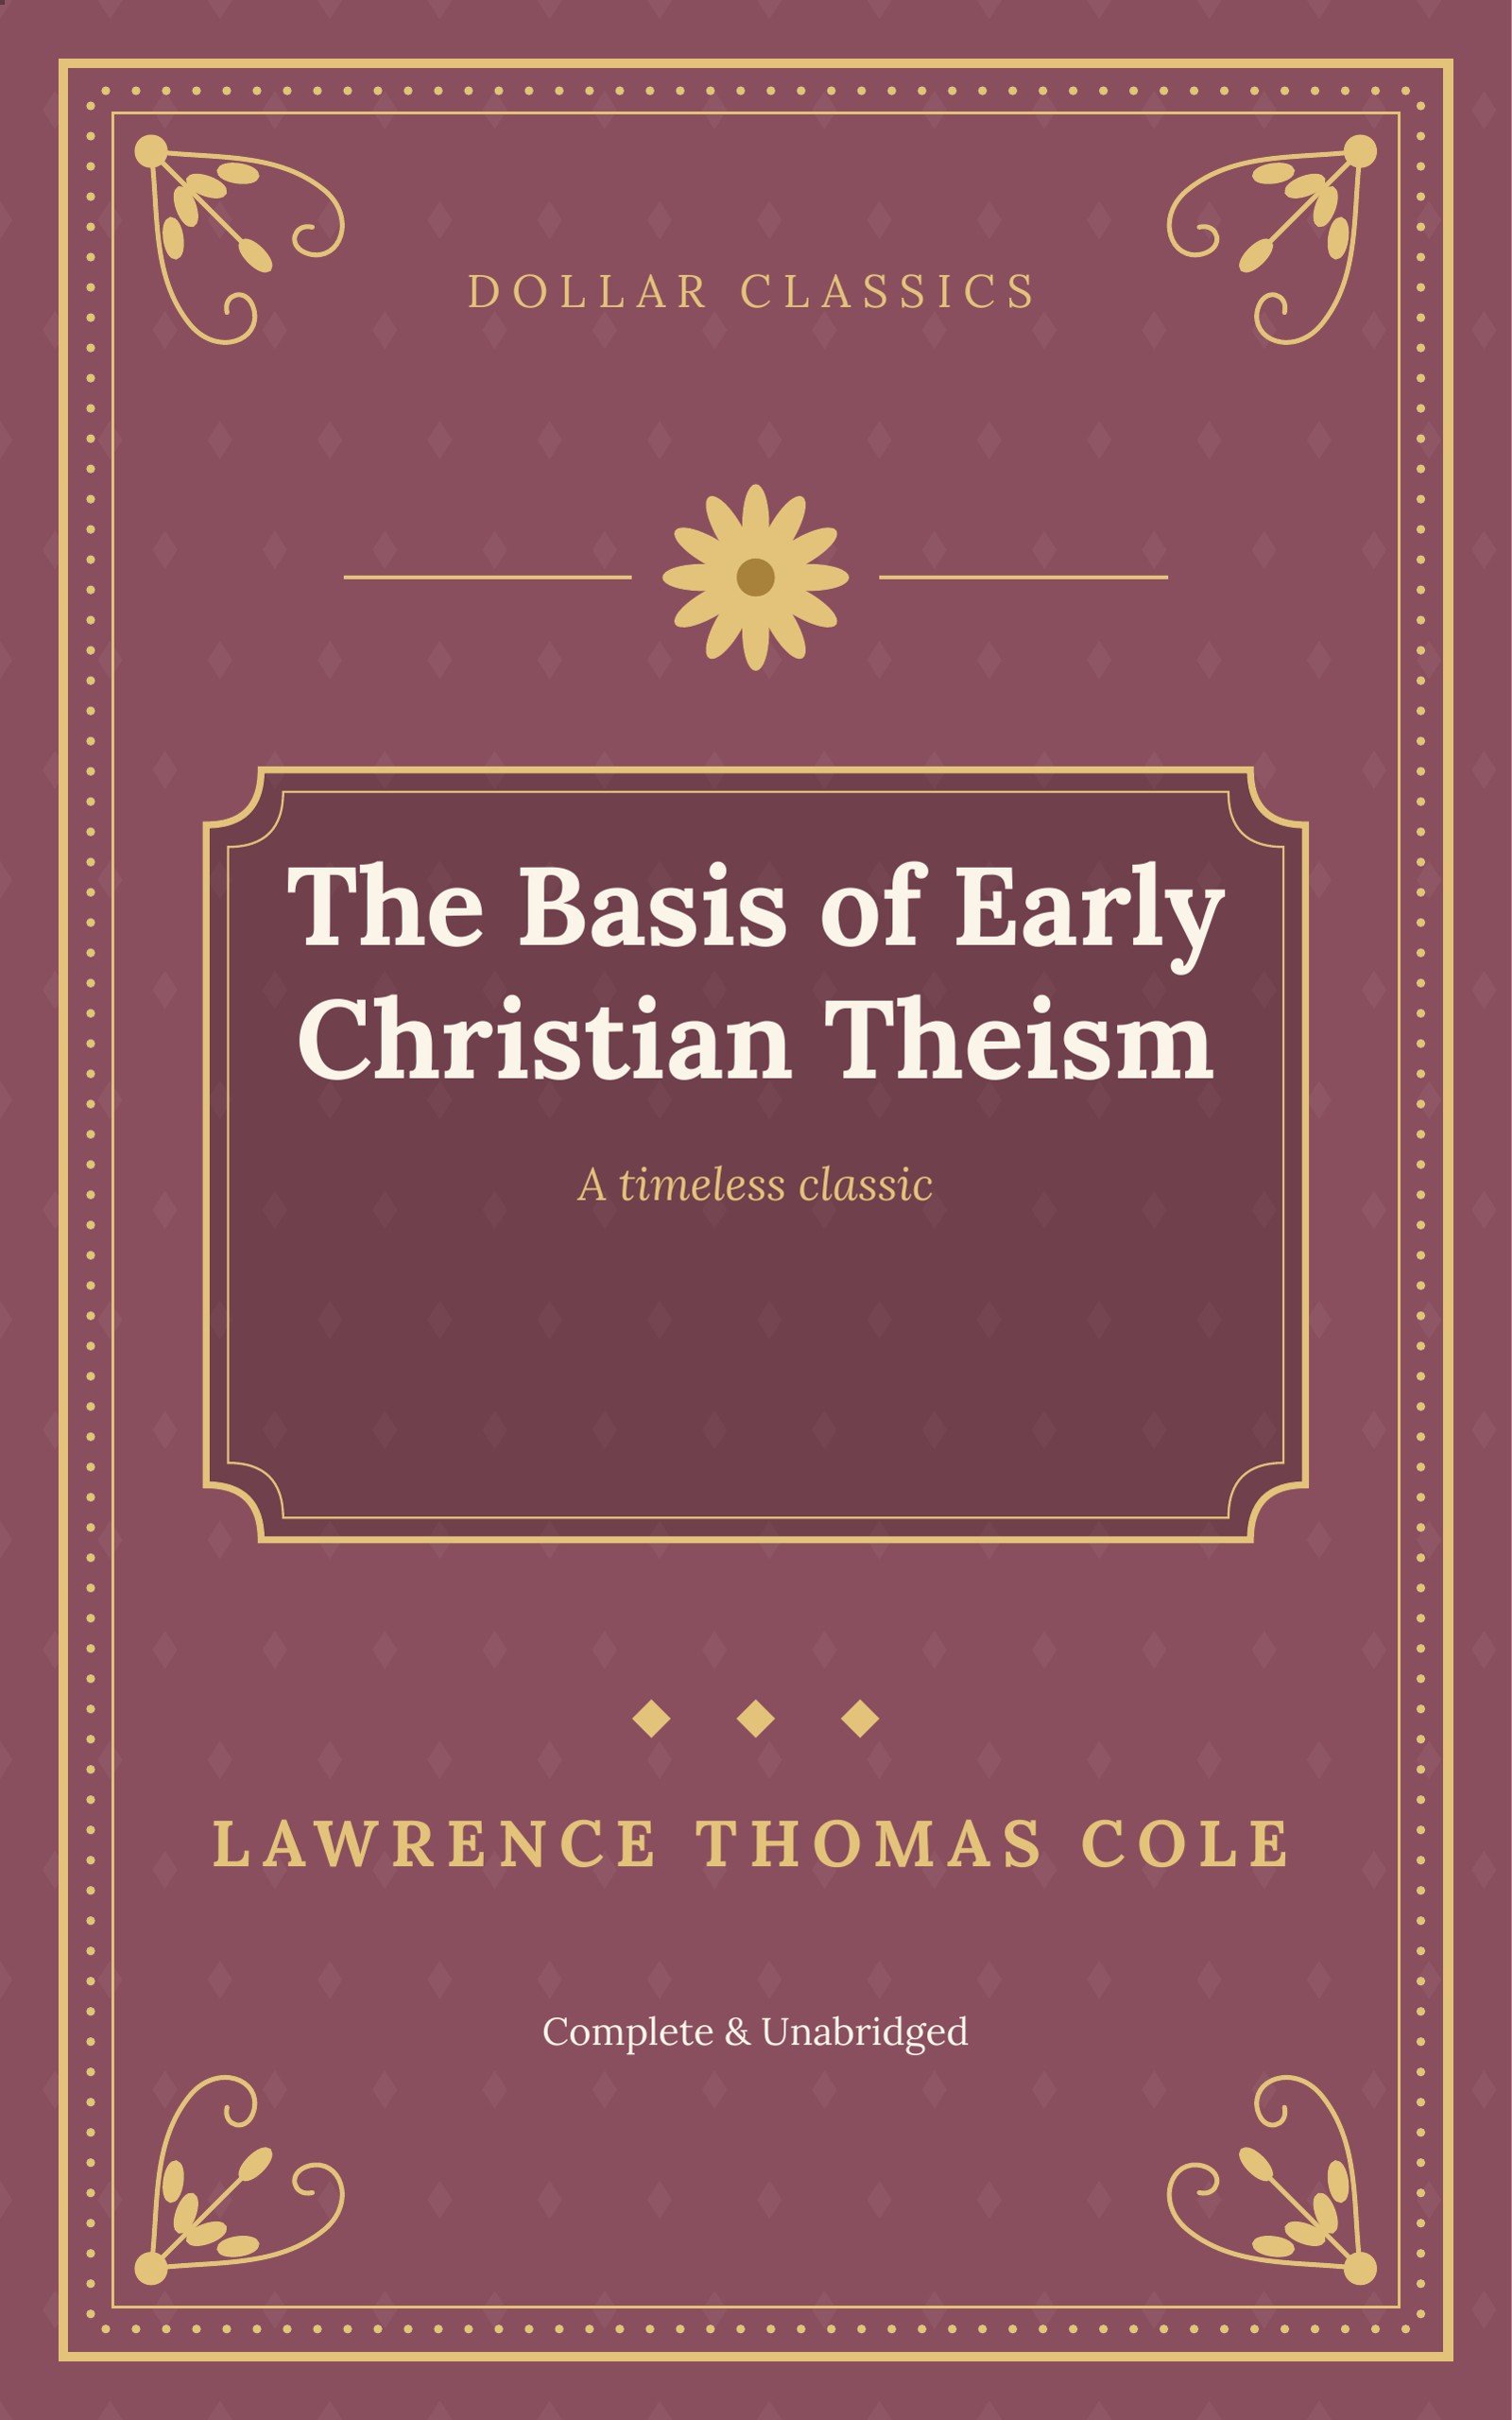 DOLLAR CLASSICS
The Basis of Early
Christian Theism
A timeless classic
LAWRENCE THOMAS COLE
Complete & Unabridged